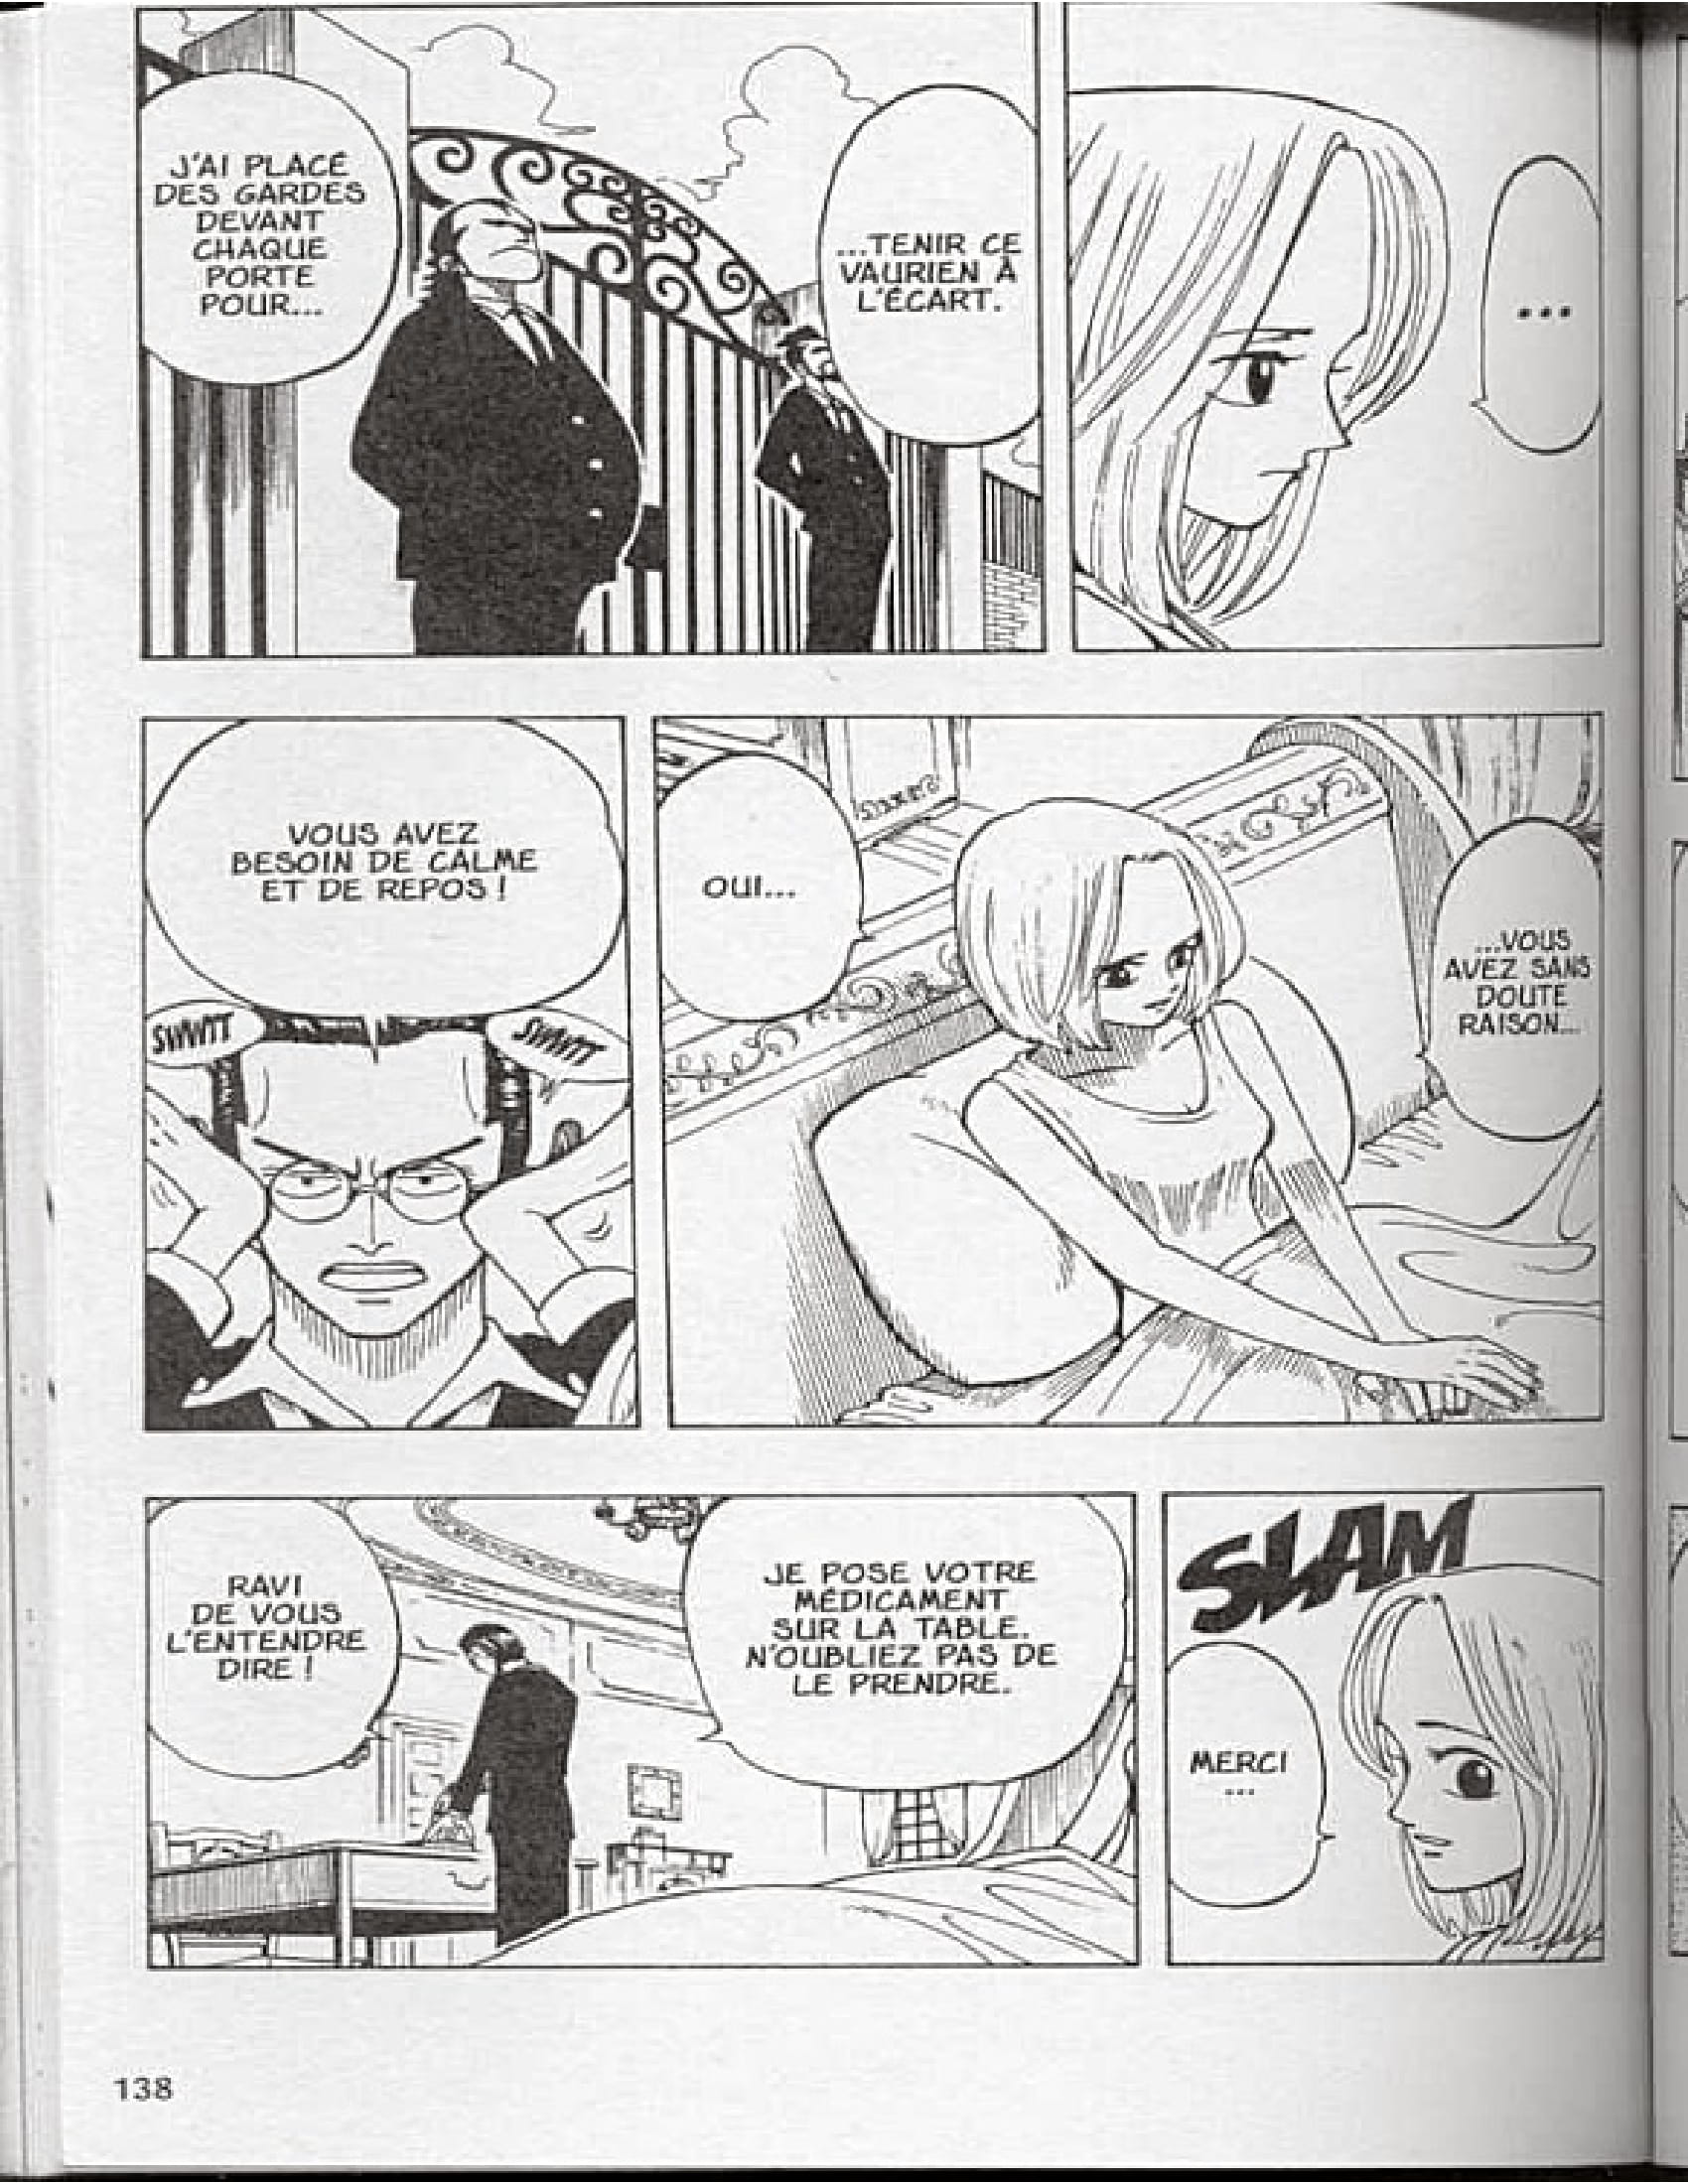 J'AI PLACÉ
DES GARDES
DEVANT
CHAQUE
PORTE
POUR...
...TENIR CE
VAURIEN À
L'ÉCART.
...
VOUS AVEZ
BESOIN DE CALME
ET DE REPOS !
SWWTT
SWWTT
OUI...
...VOUS
AVEZ SANS
DOUTE
RAISON...
RAVI
DE VOUS
L'ENTENDRE
DIRE !
JE POSE VOTRE
MÉDICAMENT
SUR LA TABLE.
N'OUBLIEZ PAS DE
LE PRENDRE.
SLAM
MERCI
...
138